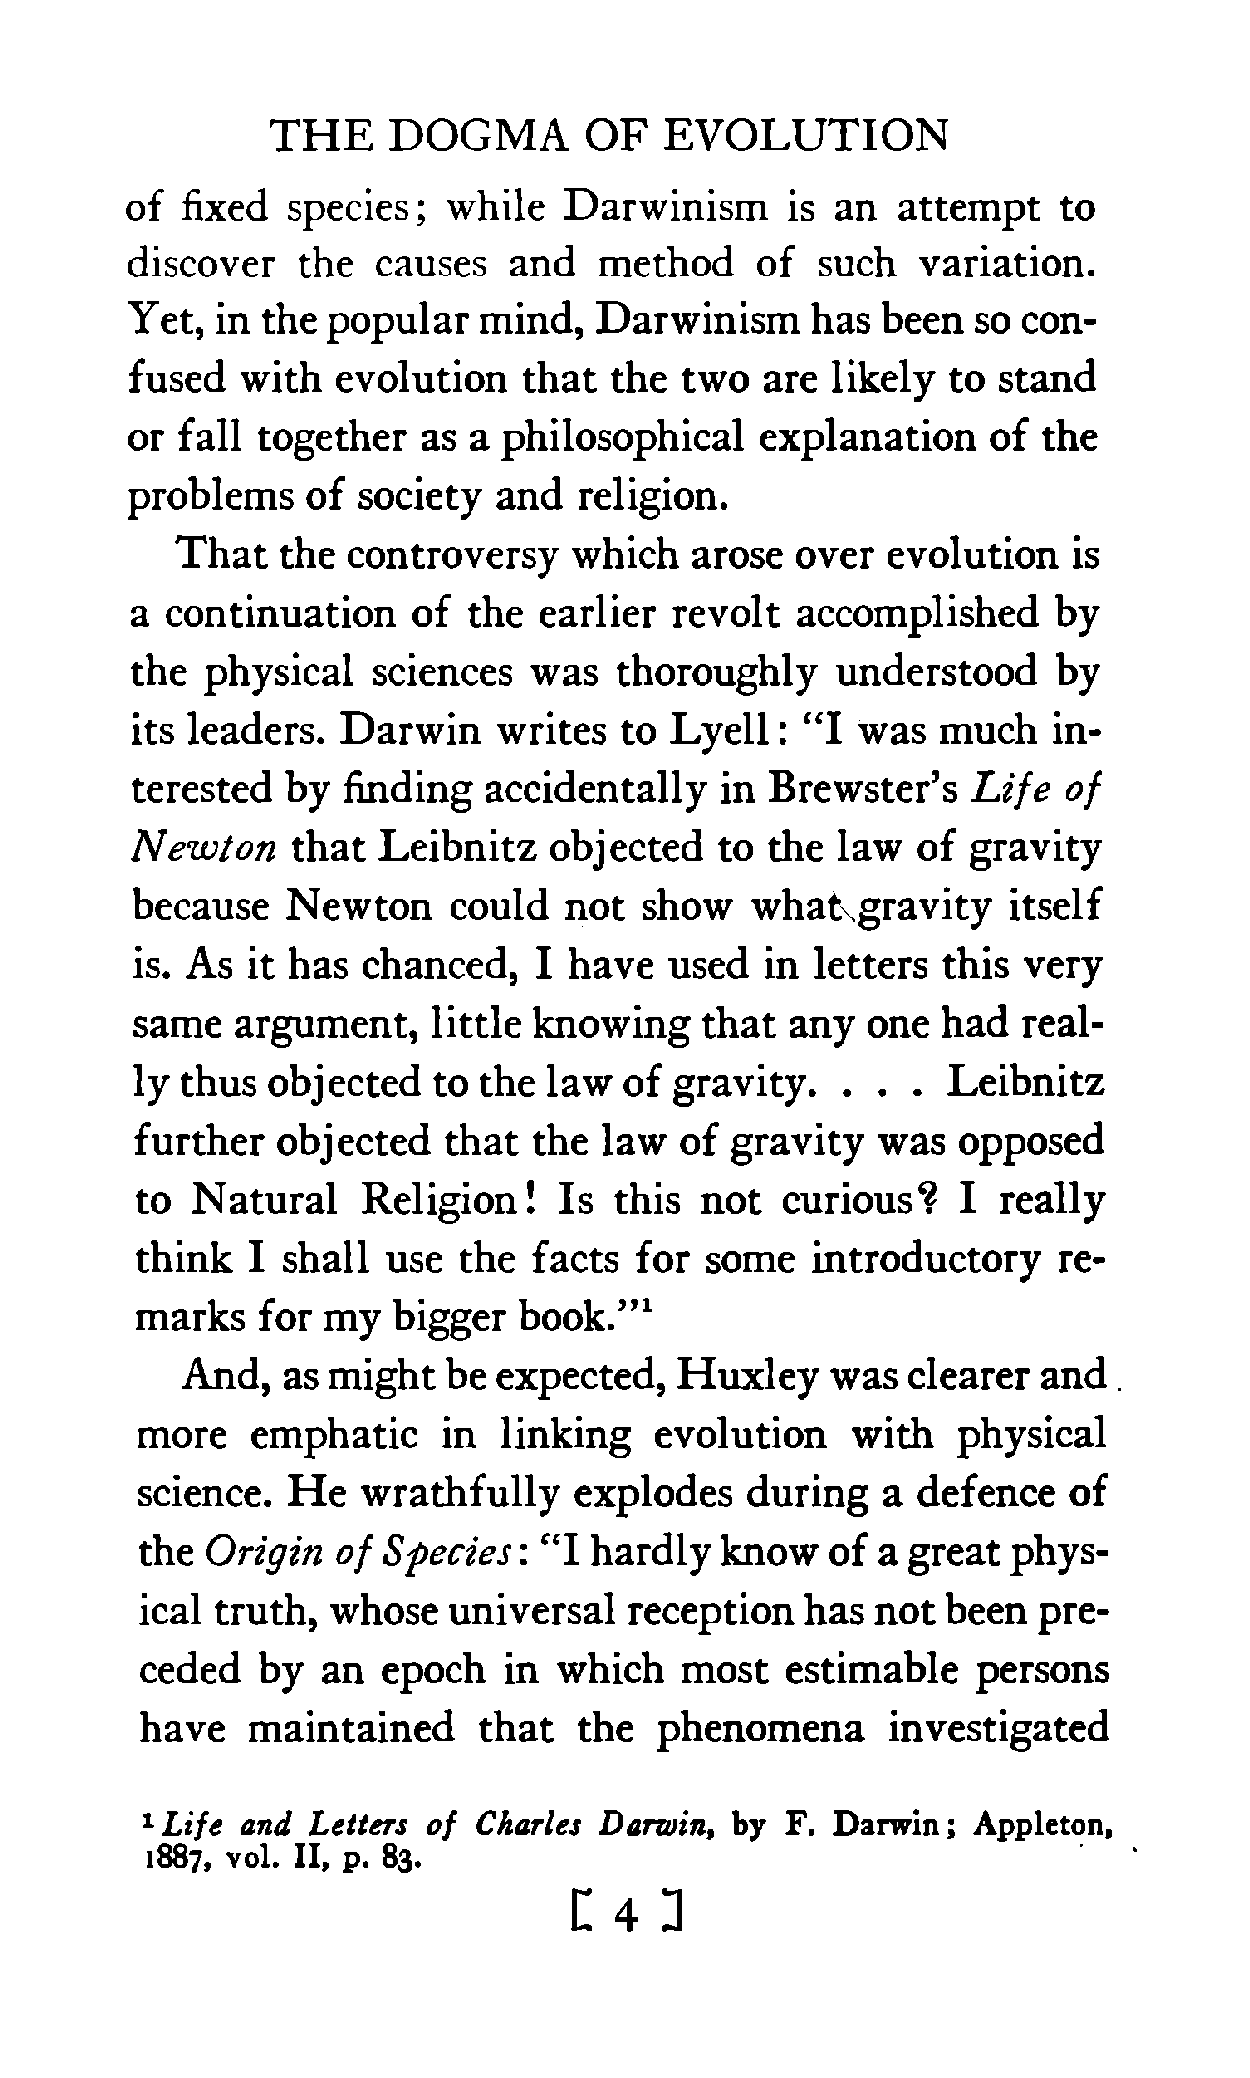 THE DOGMA OF EVOLUTION
of fixed species; while Darwinism is an attempt to
discover the causes and method of such variation.
Yet, in the popular mind, Darwinism has been so con-
fused with evolution that the two are likely to stand
or fall together as a philosophical explanation of the
problems of society and religion.
That the controversy which arose over evolution is
a continuation of the earlier revolt accomplished by
the physical sciences was thoroughly understood by
its leaders. Darwin writes to Lyell: “I was much in-
terested by finding accidentally in Brewster's Life of
Newton that Leibnitz objected to the law of gravity
because Newton could not show what gravity itself
is. As it has chanced, I have used in letters this very
same argument, little knowing that any one had real-
ly thus objected to the law of gravity. . . . Leibnitz
further objected that the law of gravity was opposed
to Natural Religion! Is this not curious? I really
think I shall use the facts for some introductory re-
marks for my bigger book.”¹
And, as might be expected, Huxley was clearer and
more emphatic in linking evolution with physical
science. He wrathfully explodes during a defence of
the Origin of Species: “I hardly know of a great phys-
ical truth, whose universal reception has not been pre-
ceded by an epoch in which most estimable persons
have maintained that the phenomena investigated
¹ Life and Letters of Charles Darwin, by F. Darwin; Appleton,
1887, vol. II, p. 83.
[ 4 ]